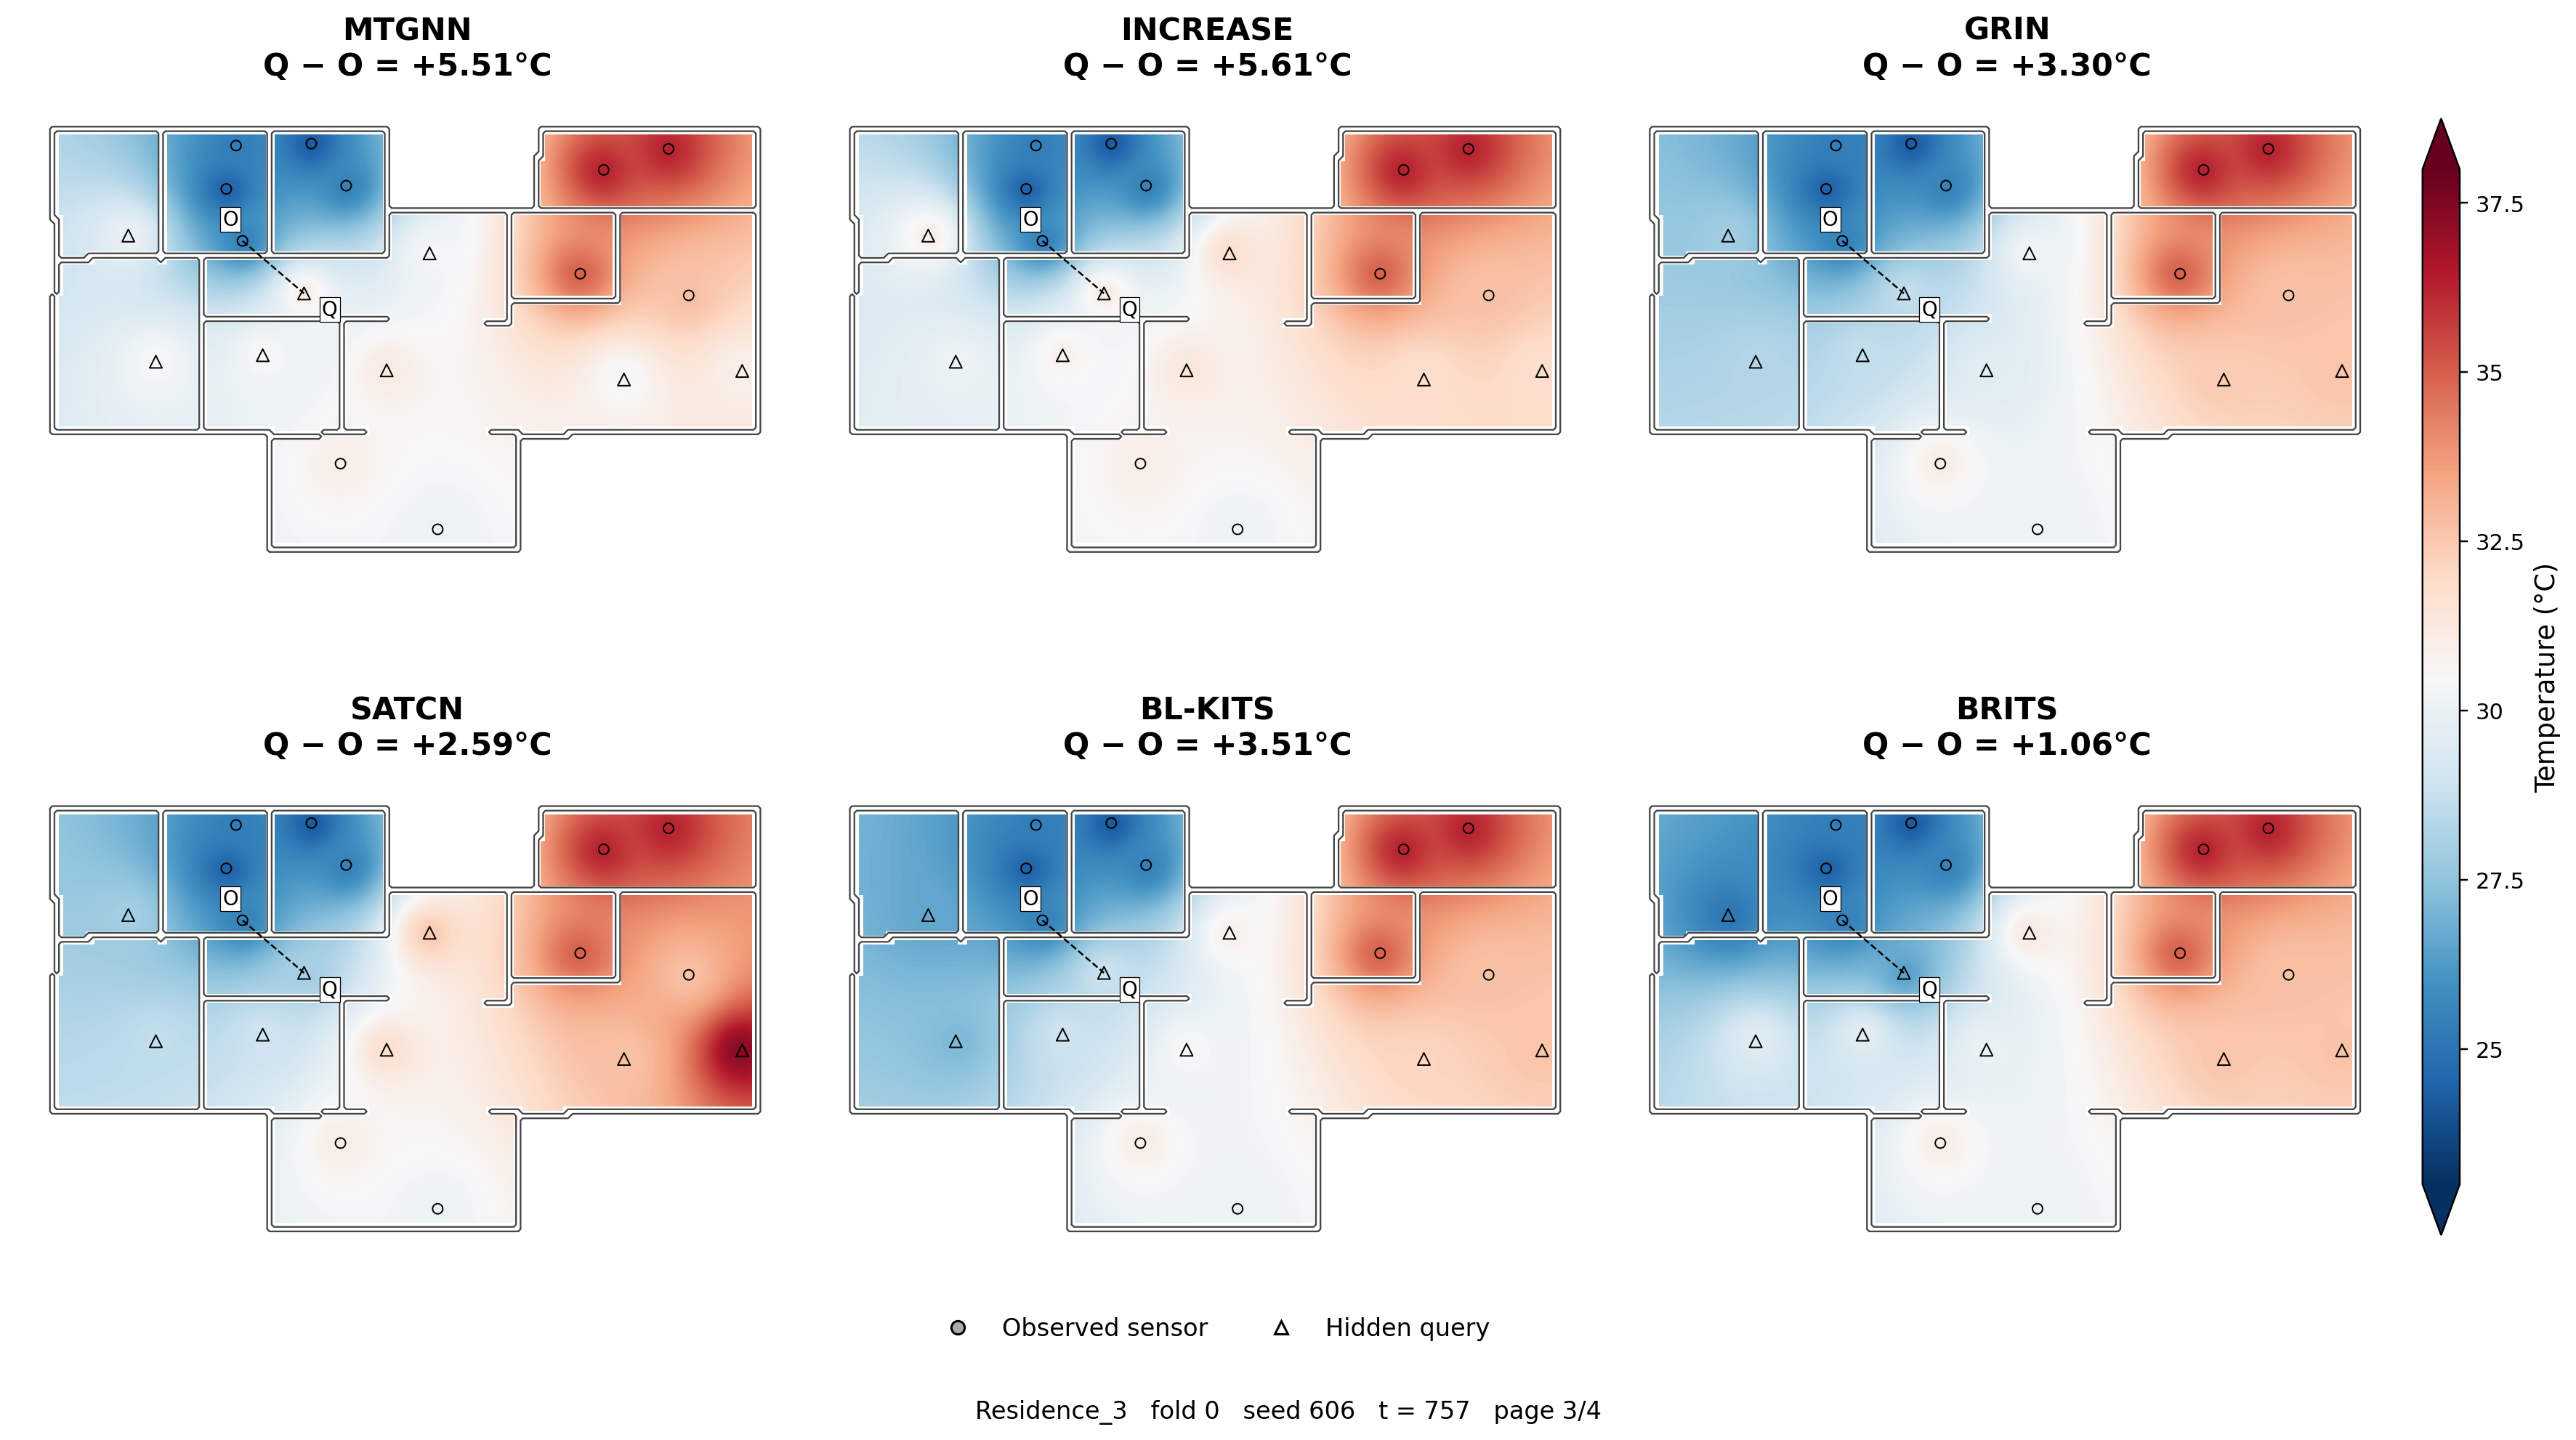 MTGNN
Q − O = +5.51°C
INCREASE
Q − O = +5.61°C
GRIN
Q − O = +3.30°C
O
Q
O
Q
O
Q
SATCN
Q − O = +2.59°C
BL-KITS
Q − O = +3.51°C
BRITS
Q − O = +1.06°C
O
Q
O
Q
O
Q
37.5
35
32.5
30
27.5
25
Temperature (°C)
Observed sensor
Hidden query
Residence_3 fold 0 seed 606 t = 757 page 3/4